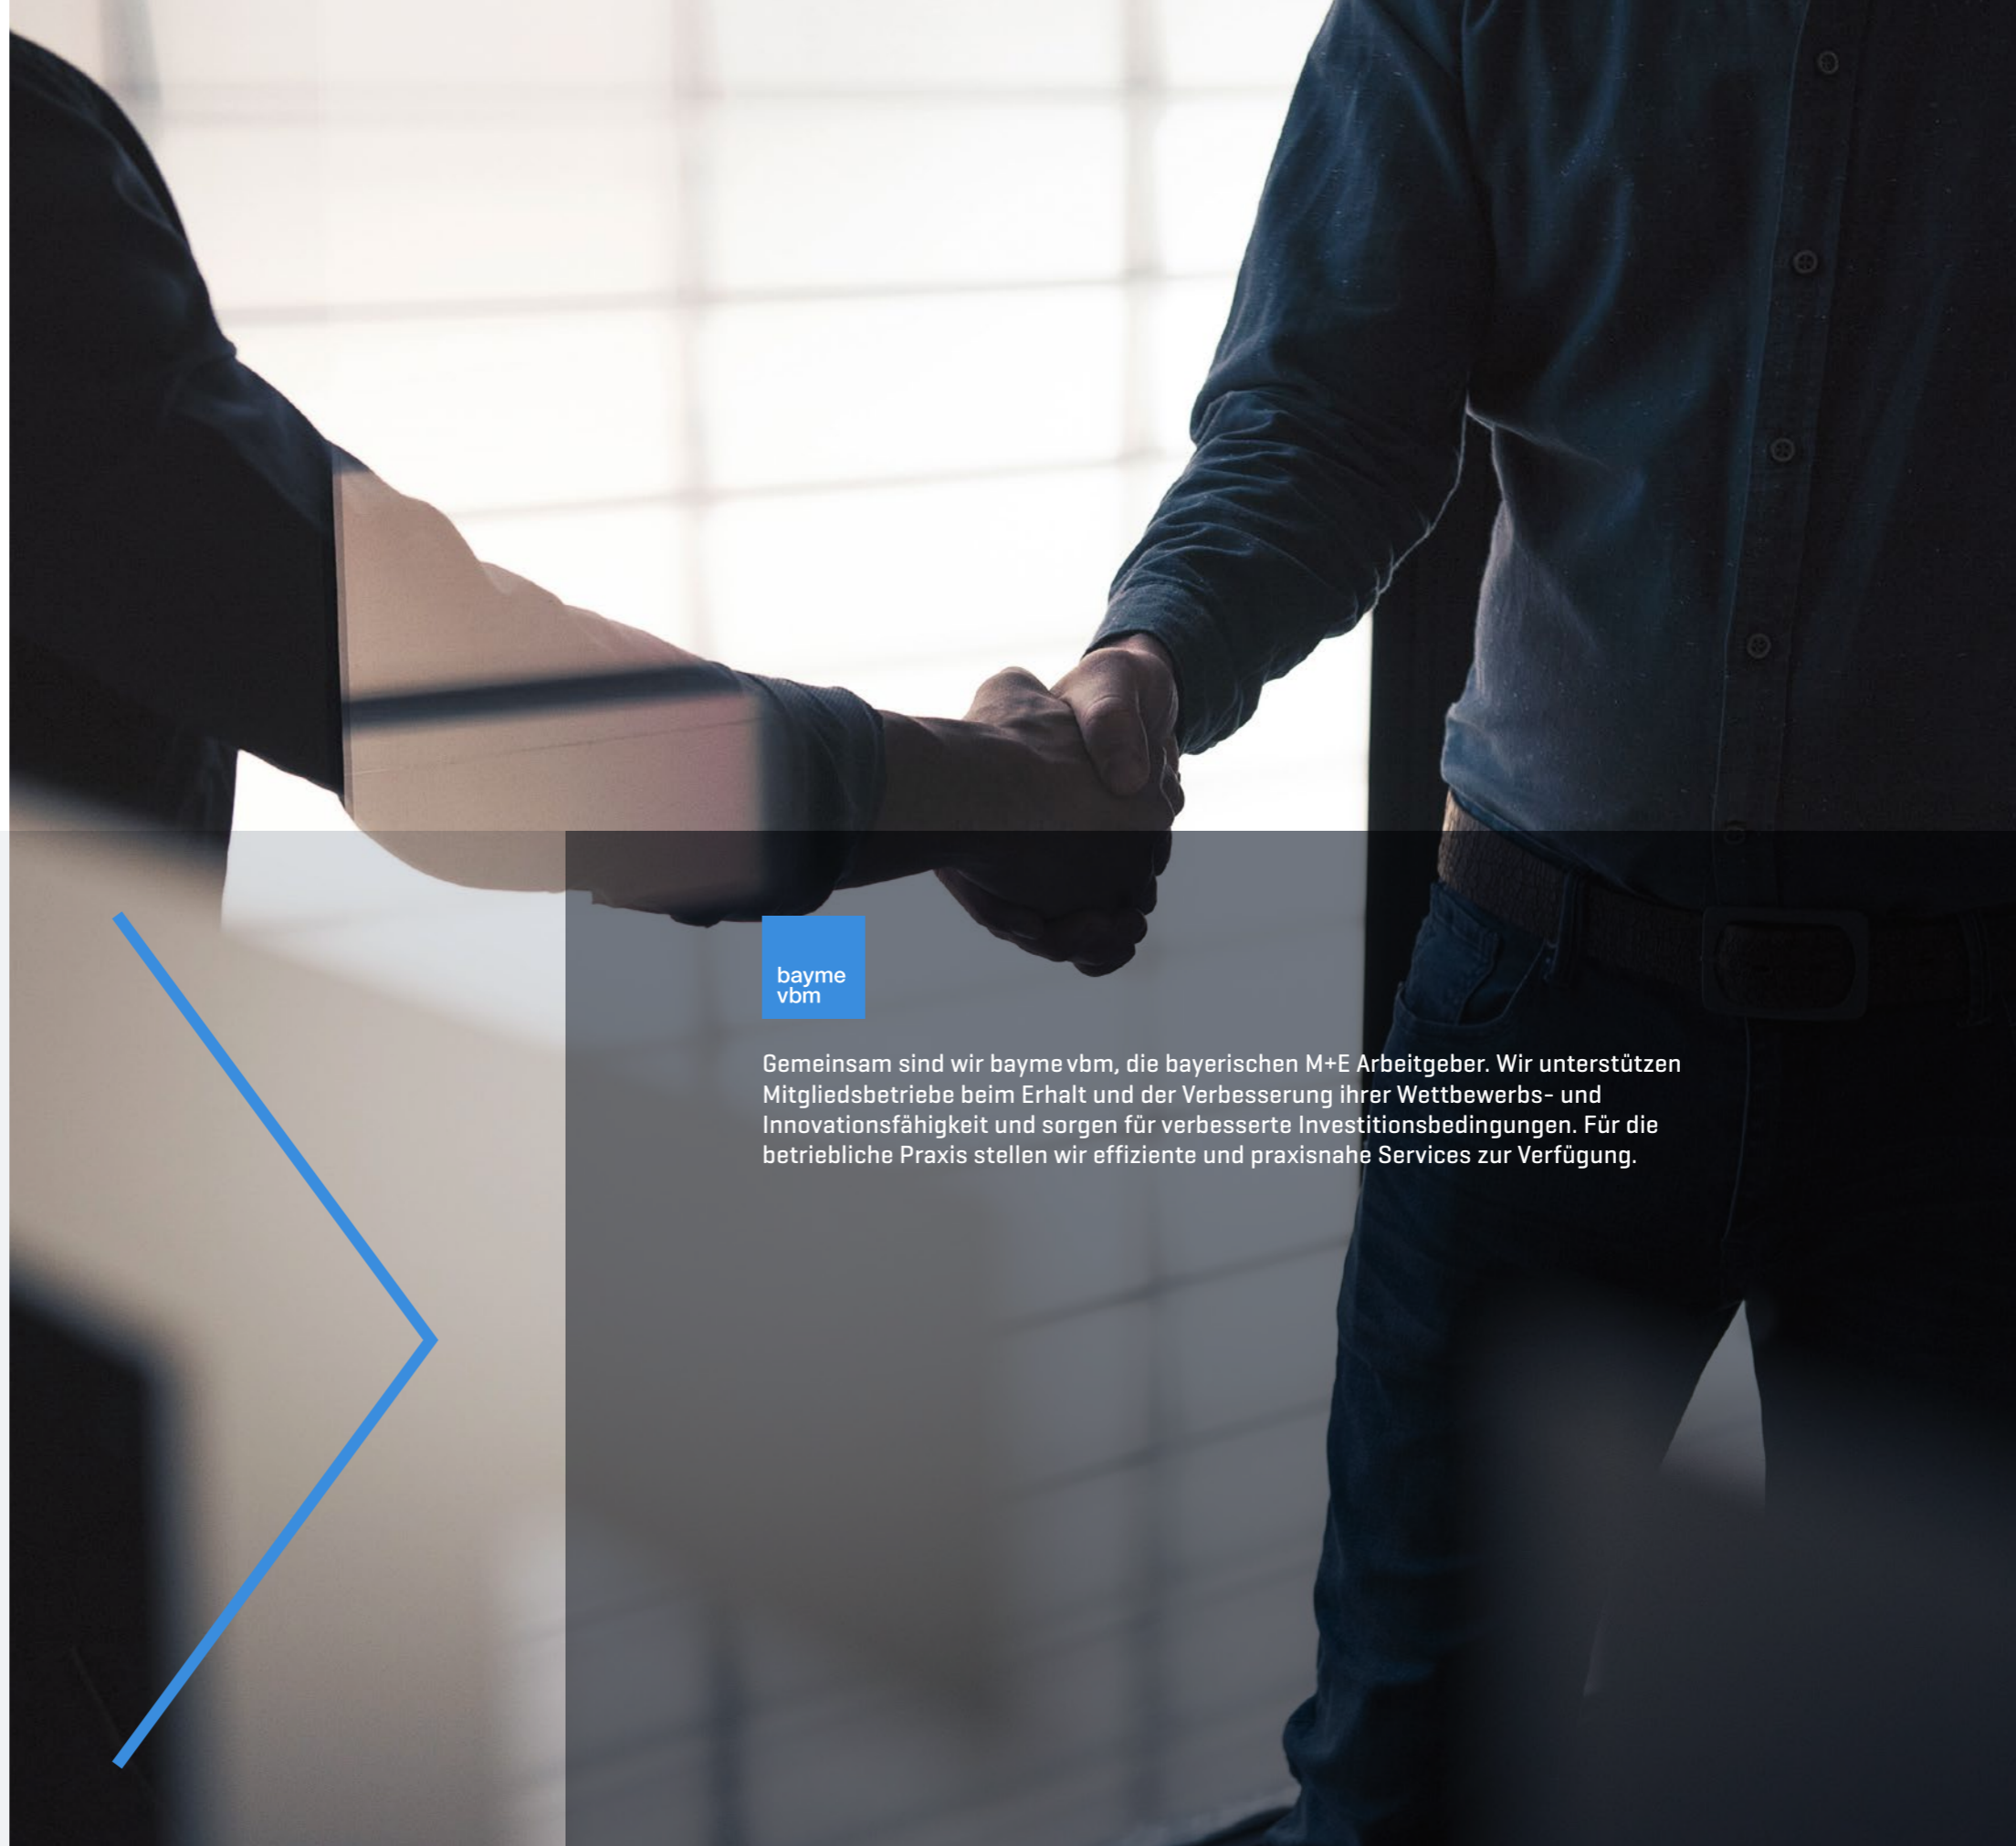 bayme
vbm
Gemeinsam sind wir bayme vbm, die bayerischen M+E Arbeitgeber. Wir unterstützen
Mitgliedsbetriebe beim Erhalt und der Verbesserung ihrer Wettbewerbs- und
Innovationsfähigkeit und sorgen für verbesserte Investitionsbedingungen. Für die
betriebliche Praxis stellen wir effiziente und praxisnahe Services zur Verfügung.